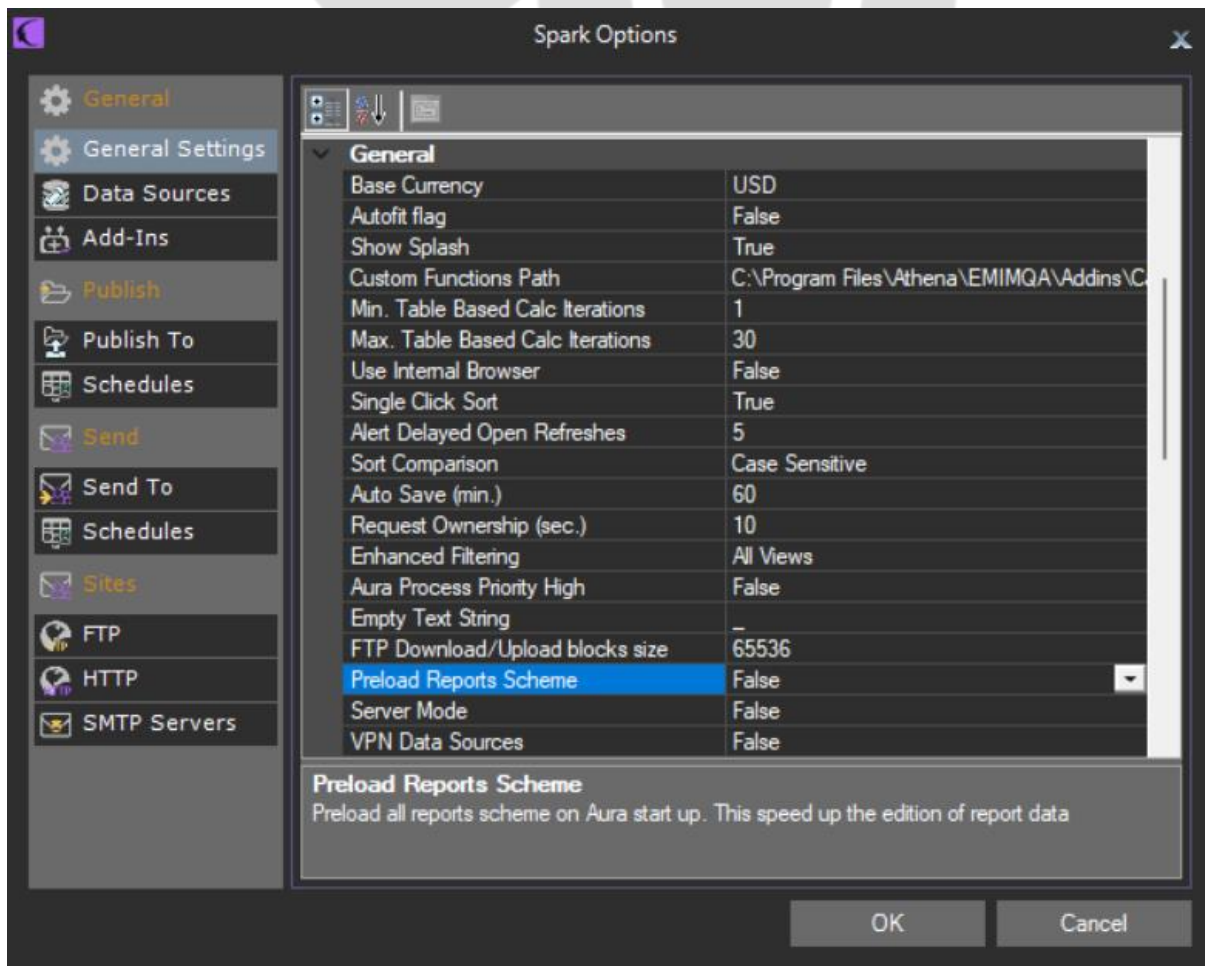 Spark Options
x
General
General Settings
Data Sources
Add-Ins
Publish
Publish To
Schedules
Send
Send To
Schedules
Sites
FTP
HTTP
SMTP Servers
General
Base Currency USD
Autofit flag False
Show Splash True
Custom Functions Path C:\Program Files\Athena\EMIMQA\Addins\C
Min. Table Based Calc Iterations 1
Max. Table Based Calc Iterations 30
Use Internal Browser False
Single Click Sort True
Alert Delayed Open Refreshes 5
Sort Comparison Case Sensitive
Auto Save (min.) 60
Request Ownership (sec.) 10
Enhanced Filtering All Views
Aura Process Priority High False
Empty Text String _
FTP Download/Upload blocks size 65536
Preload Reports Scheme False
Server Mode False
VPN Data Sources False
Preload Reports Scheme
Preload all reports scheme on Aura start up. This speed up the edition of report data
OK Cancel